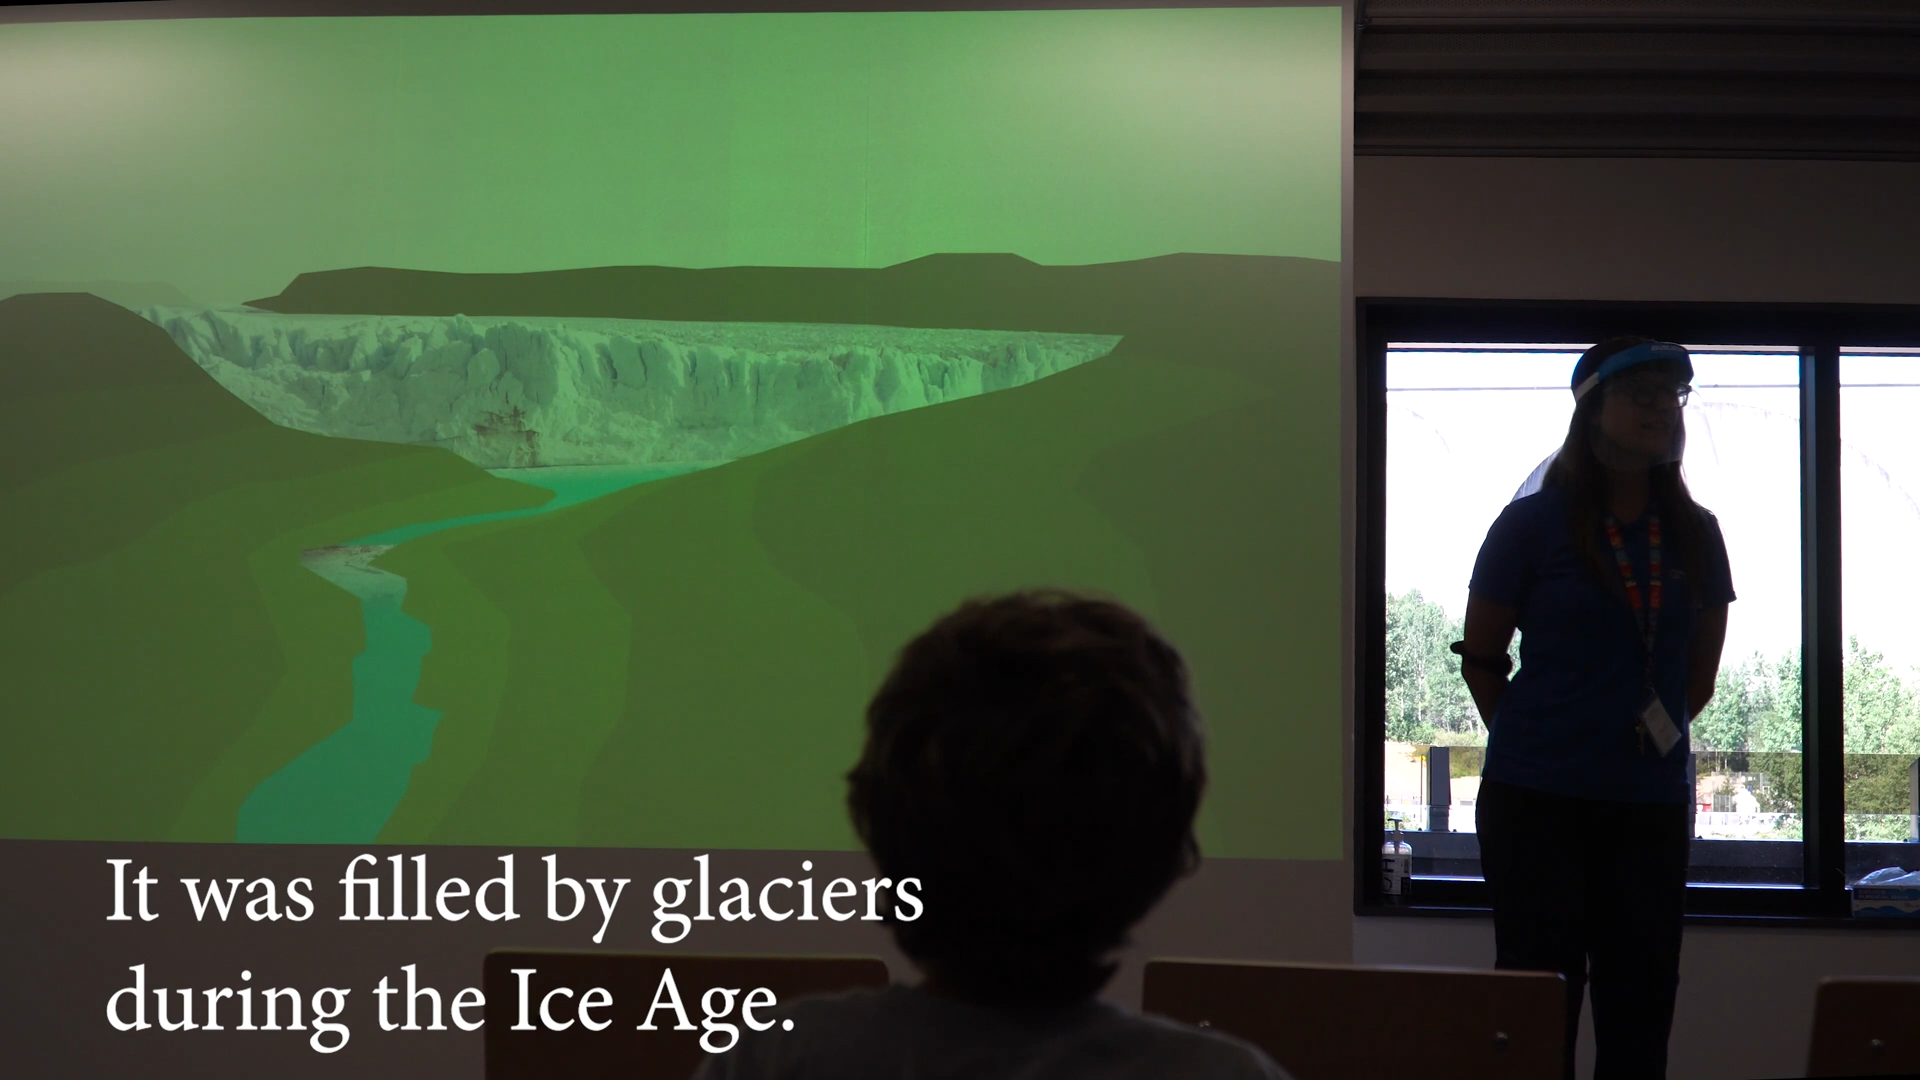 It was filled by glaciers
during the Ice Age.